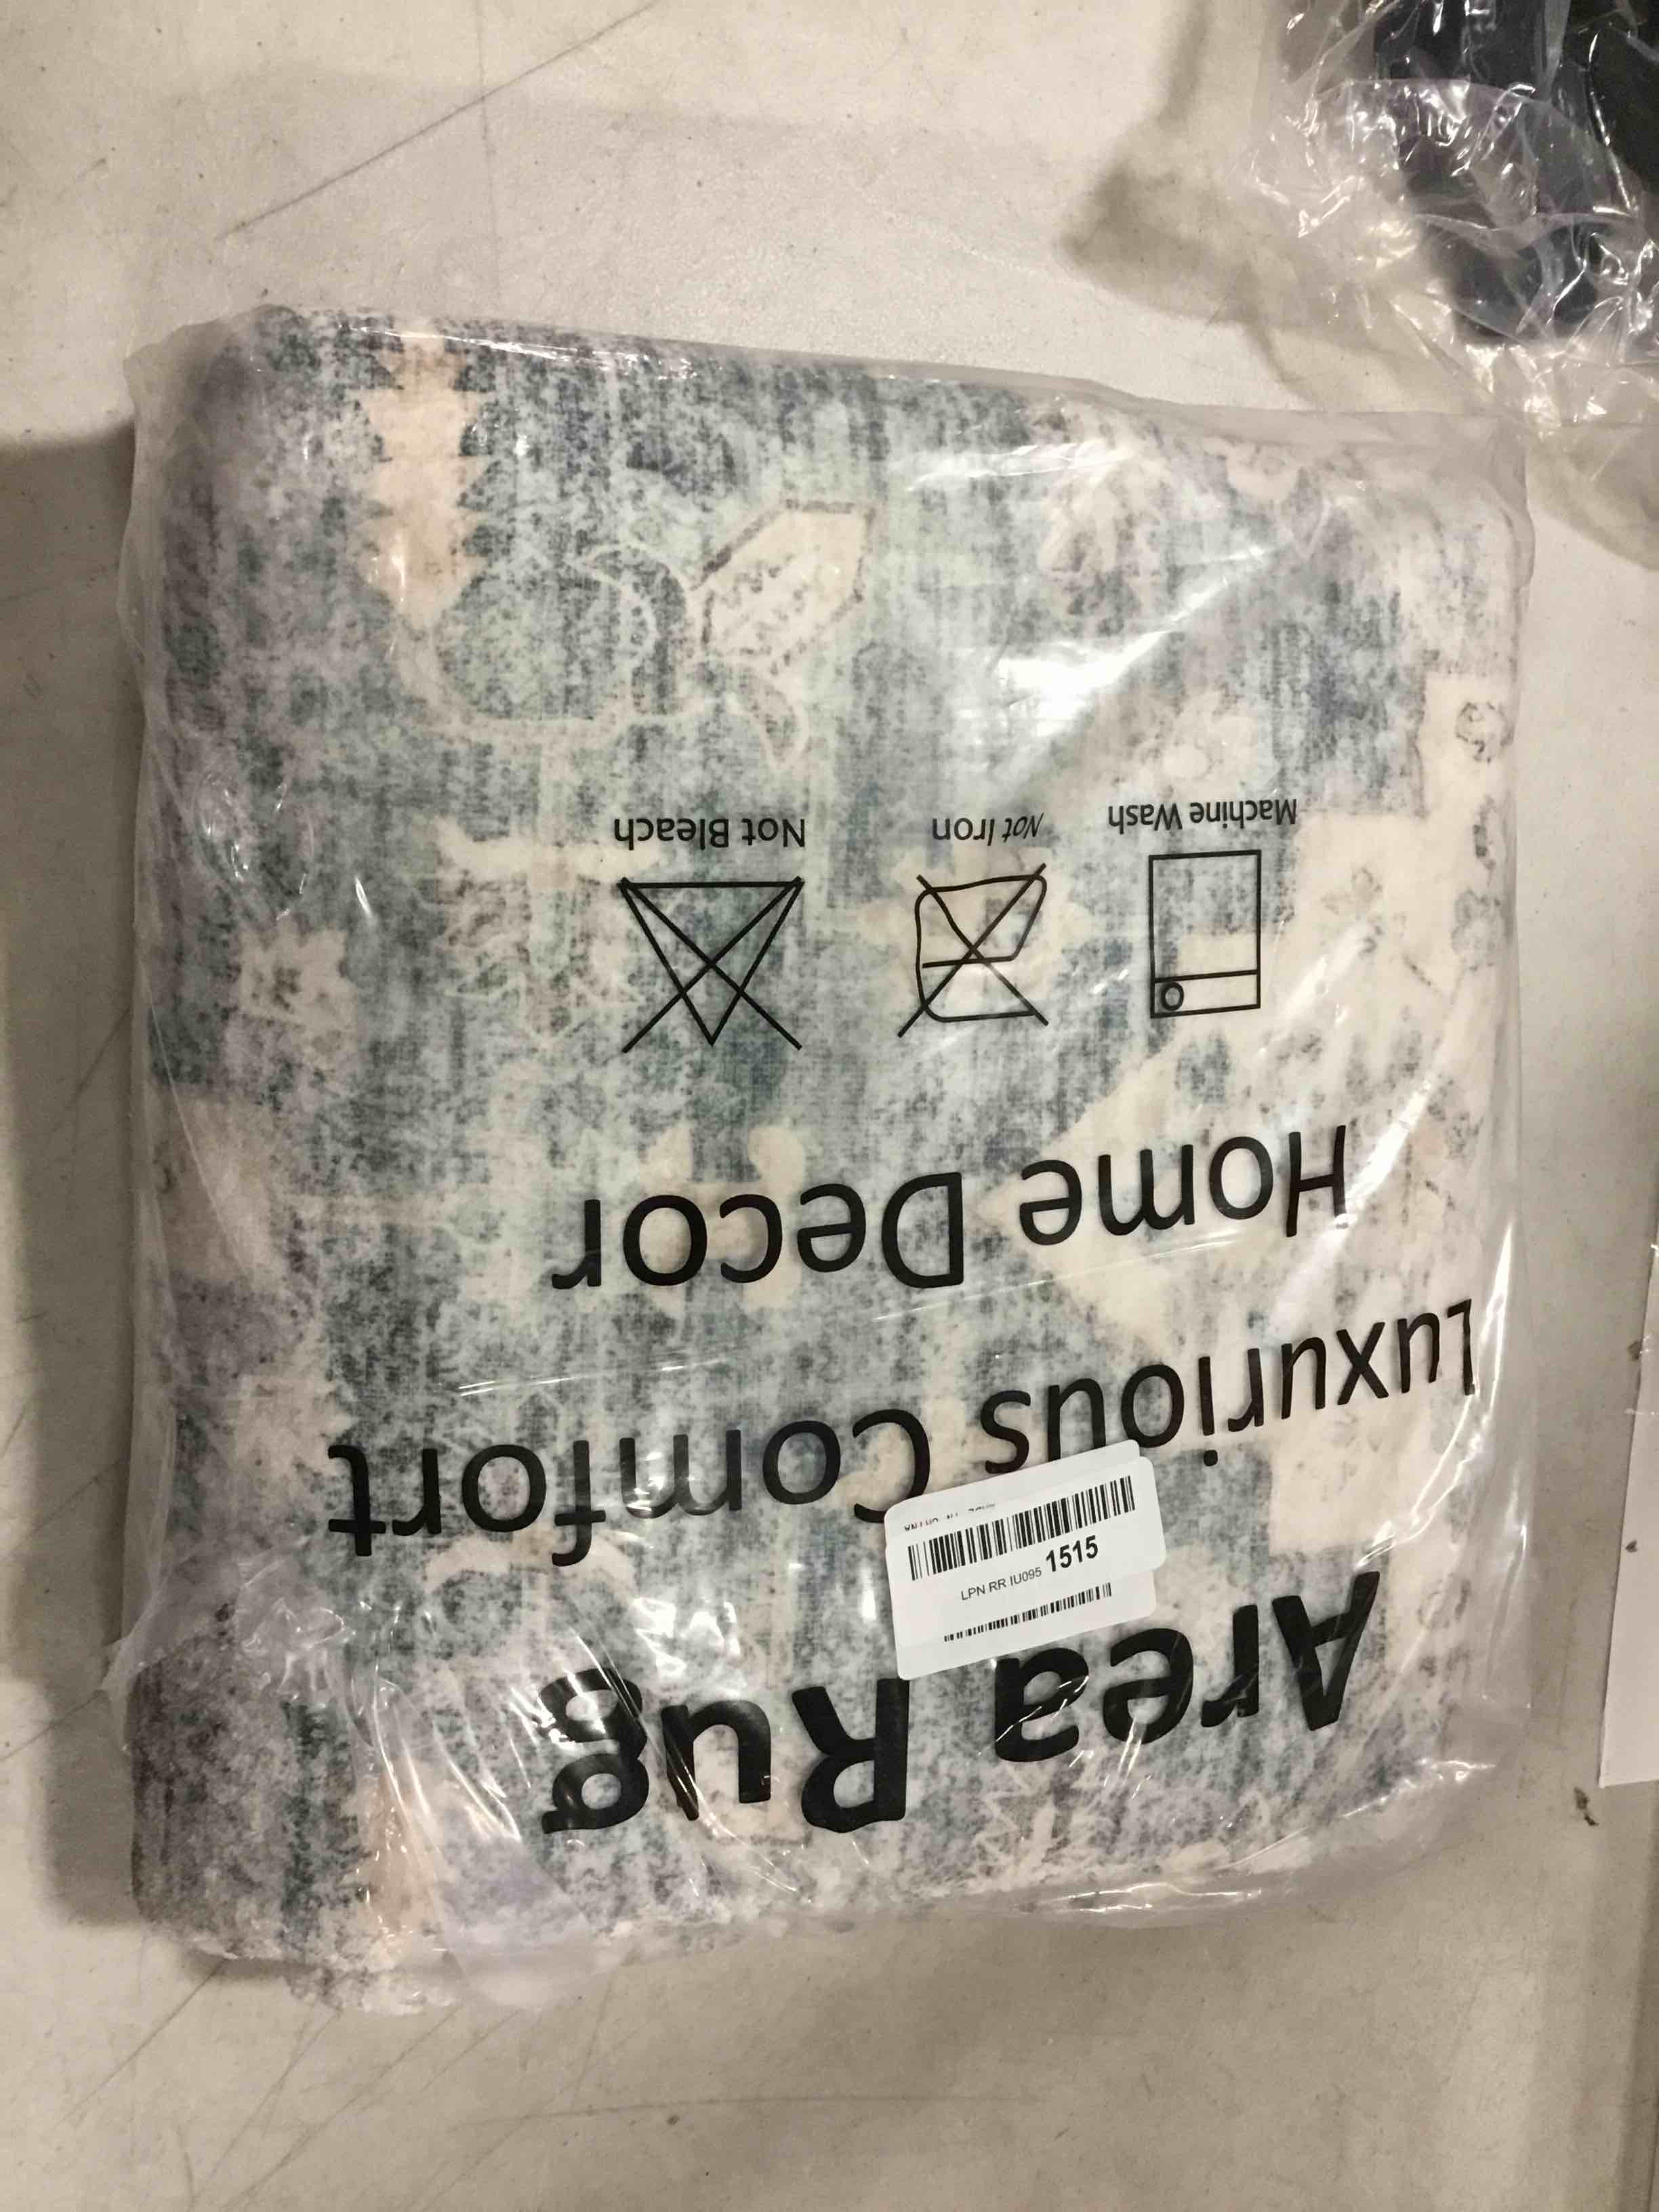 Area Rug
Luxurious Comfort
Home Decor
Machine Wash
Not Iron
Not Bleach
LPN RR IU095 1515